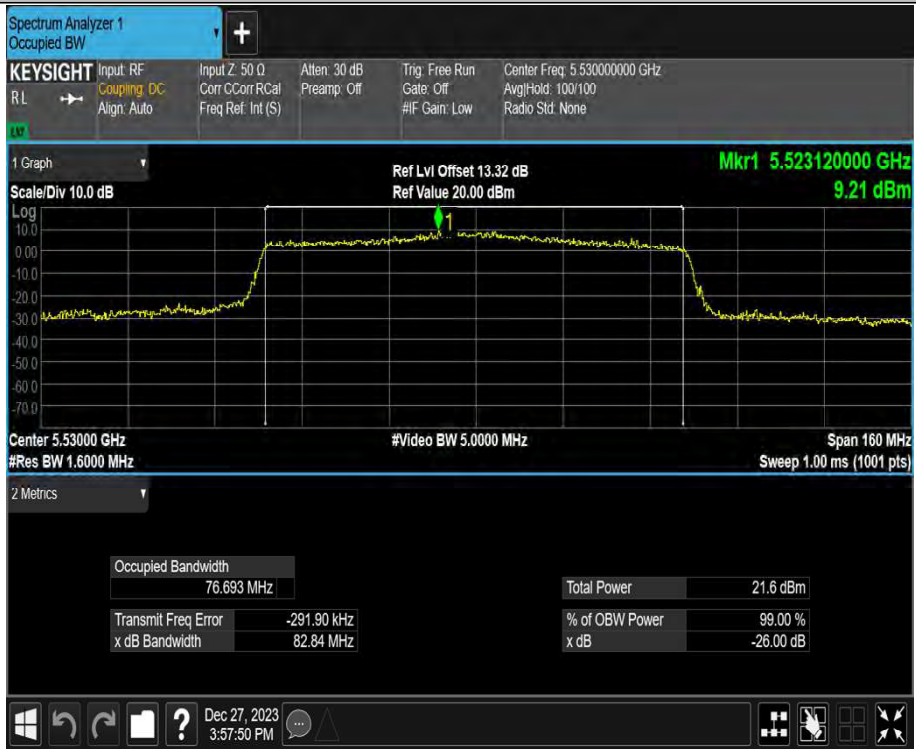 Spectrum Analyzer 1
Occupied BW
+
KEYSIGHT
RL
Input: RF
Coupling: DC
Align: Auto
Input Z: 50 Ω
Corr CCorr RCal
Freq Ref: Int (S)
Atten: 30 dB
Preamp: Off
Trig: Free Run
Gate: Off
#IF Gain: Low
Center Freq: 5.530000000 GHz
Avg|Hold: 100/100
Radio Std: None
1 Graph
Scale/Div 10.0 dB
Ref Lvl Offset 13.32 dB
Ref Value 20.00 dBm
Mkr1 5.523120000 GHz
9.21 dBm
Log
10.0
0.00
-10.0
-20.0
-30.0
-40.0
-50.0
-60.0
-70.0
1
Center 5.53000 GHz
#Res BW 1.6000 MHz
#Video BW 5.0000 MHz
Span 160 MHz
Sweep 1.00 ms (1001 pts)
2 Metrics
Occupied Bandwidth
76.693 MHz
Transmit Freq Error -291.90 kHz
x dB Bandwidth 82.84 MHz
Total Power 21.6 dBm
% of OBW Power 99.00 %
x dB -26.00 dB
?
Dec 27, 2023
3:57:50 PM